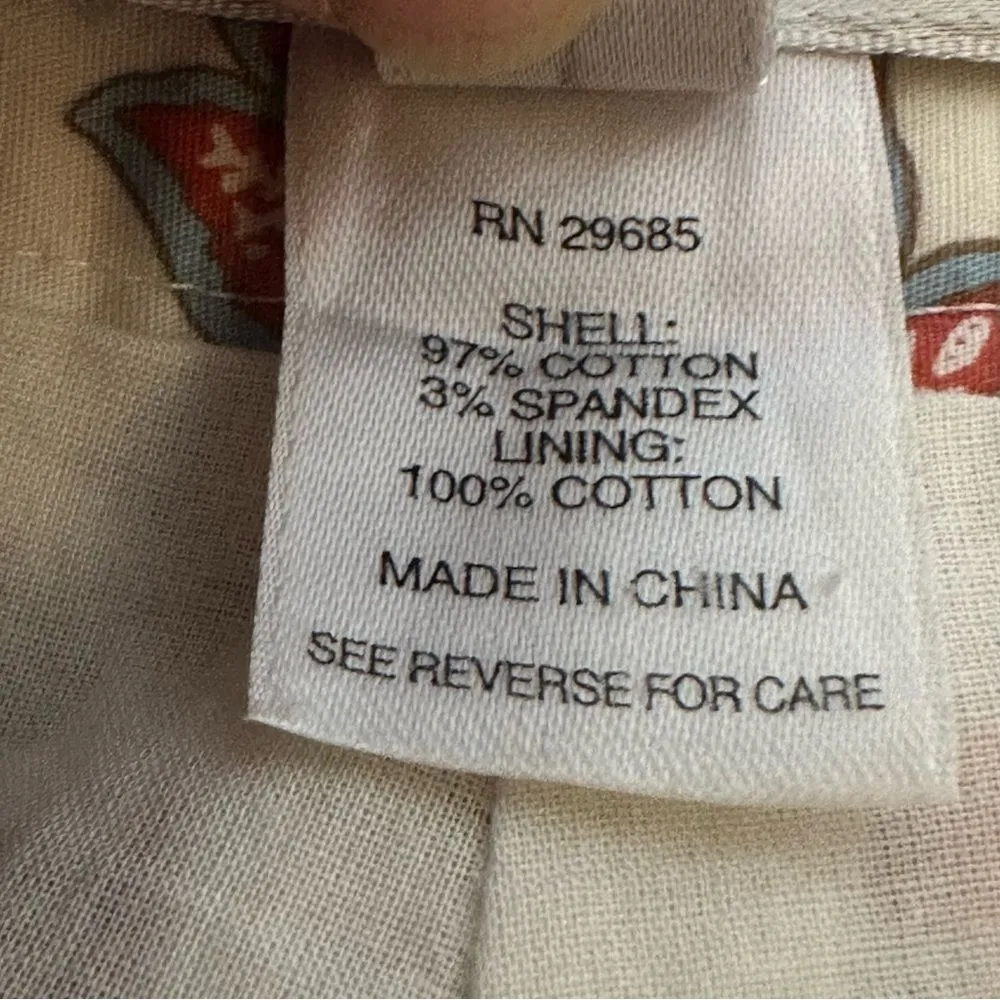 RN 29685
SHELL:
97% COTTON
3% SPANDEX
LINING:
100% COTTON
MADE IN CHINA
SEE REVERSE FOR CARE